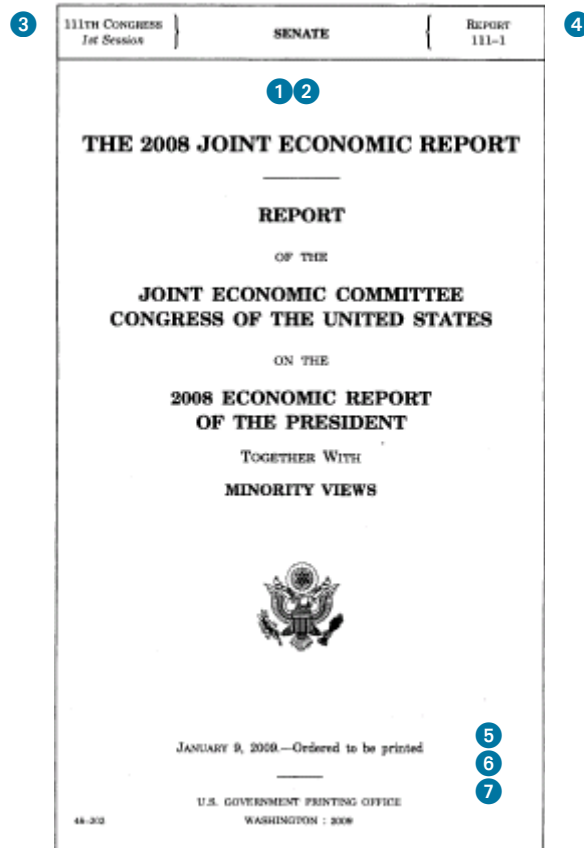 3
111TH CONGRESS
1st Session
SENATE
REPORT
111–1
4
1 2
THE 2008 JOINT ECONOMIC REPORT
REPORT
OF THE
JOINT ECONOMIC COMMITTEE
CONGRESS OF THE UNITED STATES
ON THE
2008 ECONOMIC REPORT
OF THE PRESIDENT
TOGETHER WITH
MINORITY VIEWS
JANUARY 9, 2009.—Ordered to be printed
5
6
7
U.S. GOVERNMENT PRINTING OFFICE
46–202 WASHINGTON : 2009